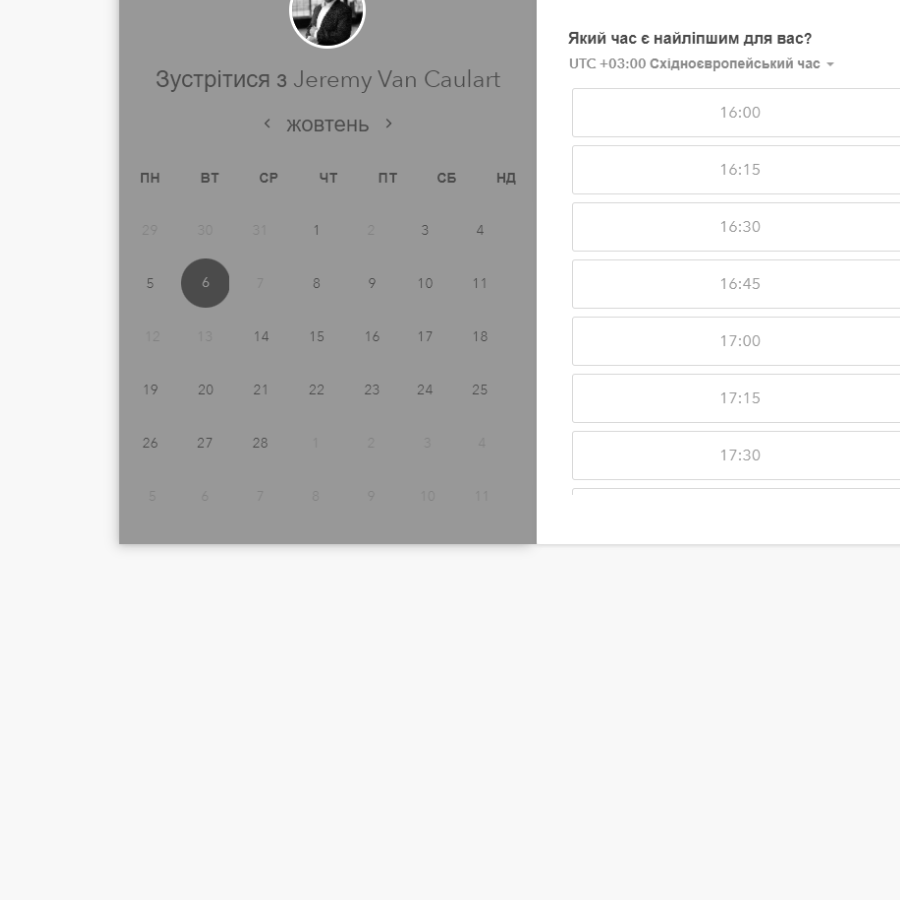 Зустрітися з Jeremy Van Caulart
жовтень
ПН ВТ СР ЧТ ПТ СБ НД
29 30 31 1 2 3 4
5 6 7 8 9 10 11
12 13 14 15 16 17 18
19 20 21 22 23 24 25
26 27 28 1 2 3 4
5 6 7 8 9 10 11
Який час є найліпшим для вас?
UTC +03:00 Східноєвропейський час
16:00
16:15
16:30
16:45
17:00
17:15
17:30